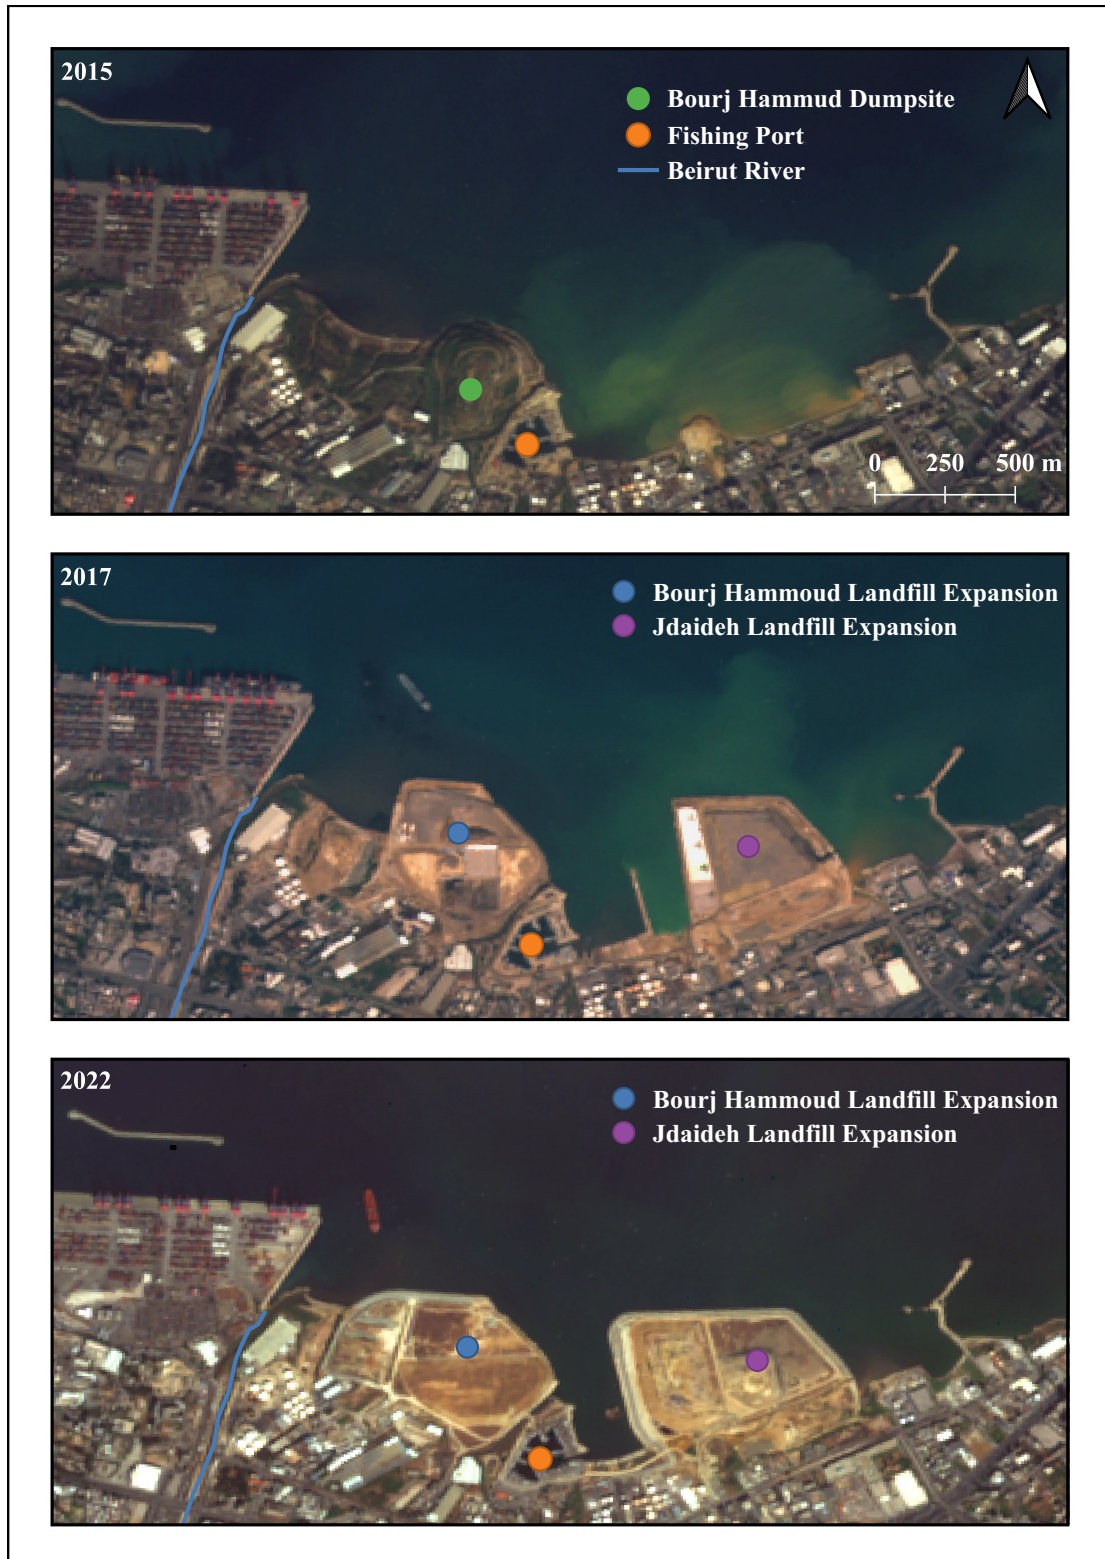 2015
Bourj Hammud Dumpsite
Fishing Port
Beirut River
0 250 500 m
2017
Bourj Hammoud Landfill Expansion
Jdaideh Landfill Expansion
2022
Bourj Hammoud Landfill Expansion
Jdaideh Landfill Expansion